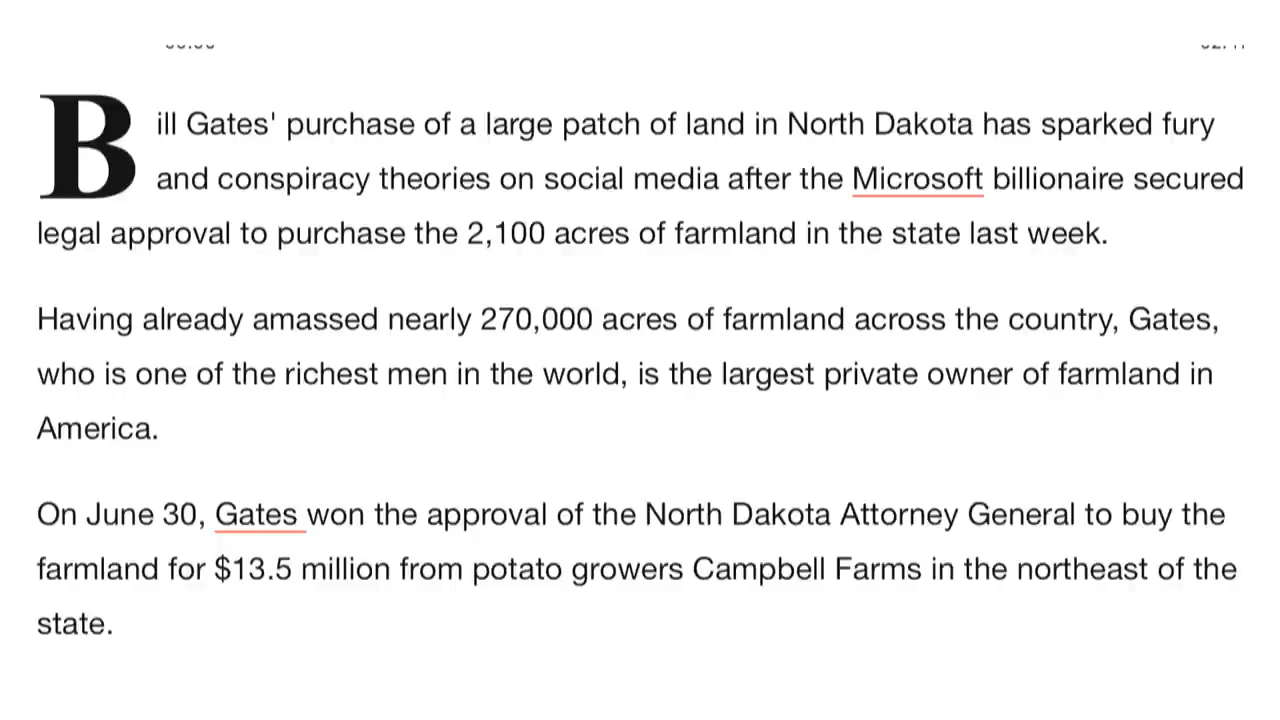 Bill Gates' purchase of a large patch of land in North Dakota has sparked fury
and conspiracy theories on social media after the Microsoft billionaire secured
legal approval to purchase the 2,100 acres of farmland in the state last week.
Having already amassed nearly 270,000 acres of farmland across the country, Gates,
who is one of the richest men in the world, is the largest private owner of farmland in
America.
On June 30, Gates won the approval of the North Dakota Attorney General to buy the
farmland for $13.5 million from potato growers Campbell Farms in the northeast of the
state.